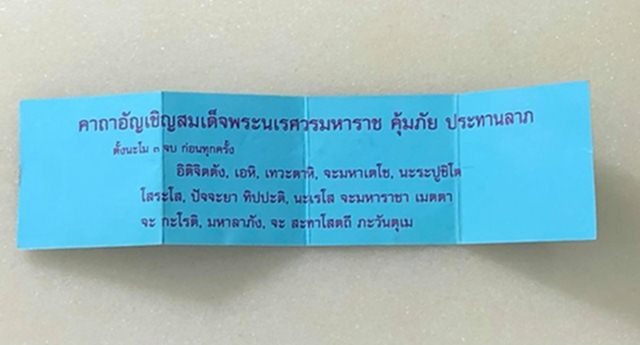 คาถาอัญเชิญสมเด็จพระนเรศวรมหาราช คุ้มภัย ประทานลาภ
ตั้งนะโม ๓ จบ ก่อนทุกครั้ง
อิติจิตตัง, เอหิ, เทวะตาหิ, จะมหาเตโช, นะระปูชิโต
โสระโส, ปัจจะยา ทิปปะติ, นะเรโส จะมหาราชา เมตตา
จะ กะโรติ, มหาลาภัง, จะ สะทาโสตถี ภะวันตุเม